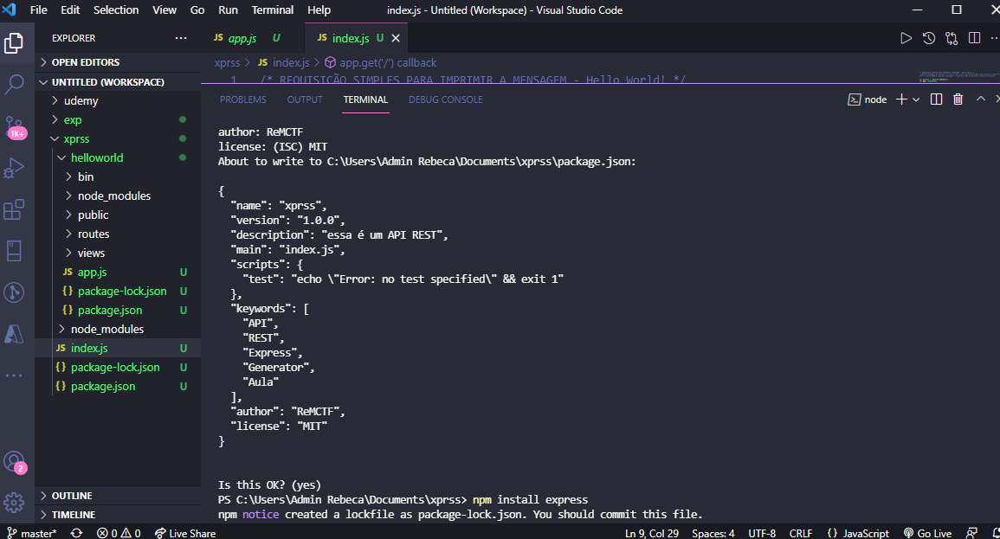 File Edit Selection View Go Run Terminal Help index.js - Untitled (Workspace) - Visual Studio Code
EXPLORER
JS app.js U JS index.js U
OPEN EDITORS
xprss > JS index.js > app.get('/') callback
UNTITLED (WORKSPACE)
1 /* REQUISIÇÃO SIMPLES PARA IMPRIMIR A MENSAGEM - Hello World! */
udemy
exp
xprss
helloworld
bin
node_modules
public
routes
views
JS app.js U
{} package-lock.json U
{} package.json U
node_modules
JS index.js U
{} package-lock.json U
{} package.json U
OUTLINE
TIMELINE
1K+
2
PROBLEMS OUTPUT TERMINAL DEBUG CONSOLE node
author: ReMCTF
license: (ISC) MIT
About to write to C:\Users\Admin Rebeca\Documents\xprss\package.json:
{
"name": "xprss",
"version": "1.0.0",
"description": "essa é um API REST",
"main": "index.js",
"scripts": {
"test": "echo \"Error: no test specified\" && exit 1"
},
"keywords": [
"API",
"REST",
"Express",
"Generator",
"Aula"
],
"author": "ReMCTF",
"license": "MIT"
}
Is this OK? (yes)
PS C:\Users\Admin Rebeca\Documents\xprss> npm install express
npm notice created a lockfile as package-lock.json. You should commit this file.
master* 0 0 Live Share Ln 9, Col 29 Spaces: 4 UTF-8 CRLF {} JavaScript Go Live